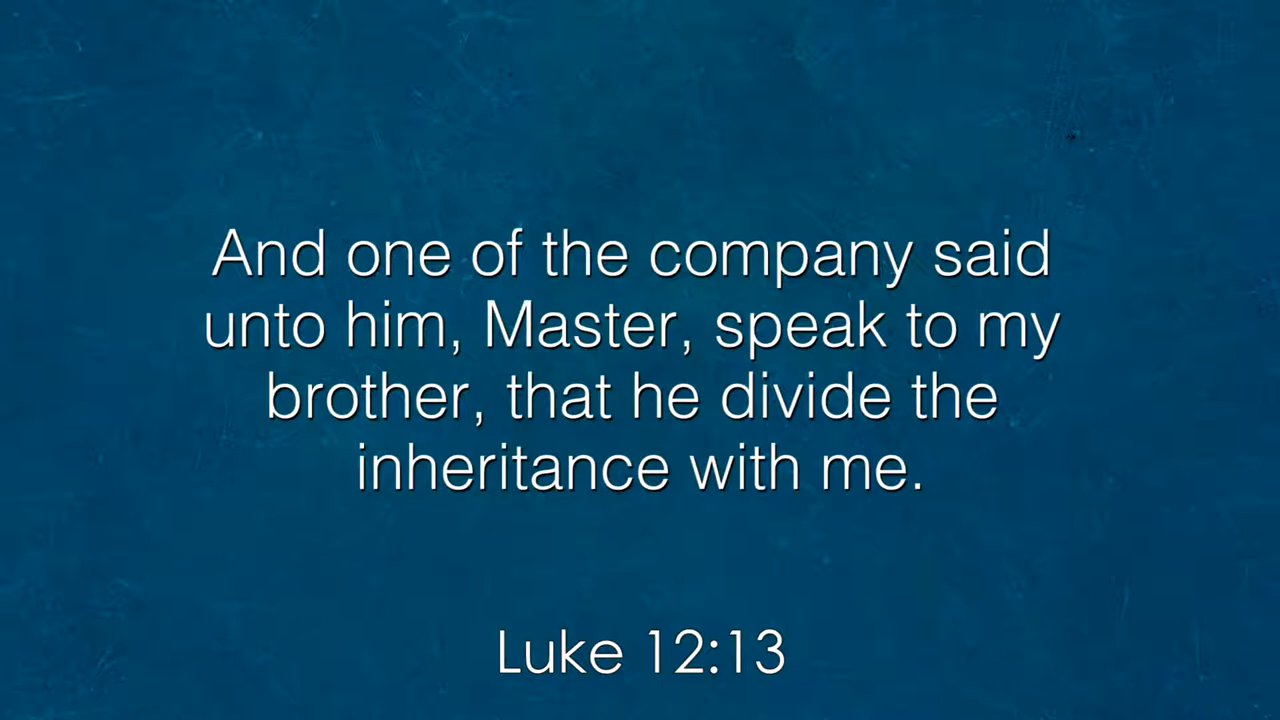 And one of the company said
unto him, Master, speak to my
brother, that he divide the
inheritance with me.
Luke 12:13